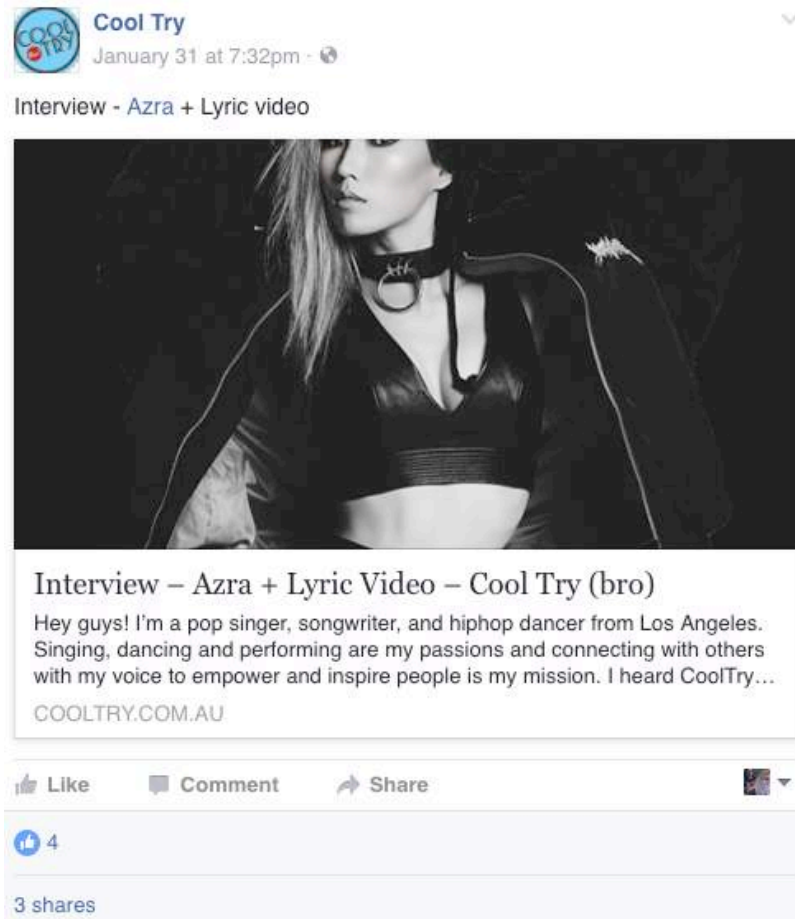 COOL
TRY
Cool Try
January 31 at 7:32pm ·
Interview - Azra + Lyric video
Interview – Azra + Lyric Video – Cool Try (bro)
Hey guys! I'm a pop singer, songwriter, and hiphop dancer from Los Angeles.
Singing, dancing and performing are my passions and connecting with others
with my voice to empower and inspire people is my mission. I heard CoolTry...
COOLTRY.COM.AU
Like Comment Share
4
3 shares